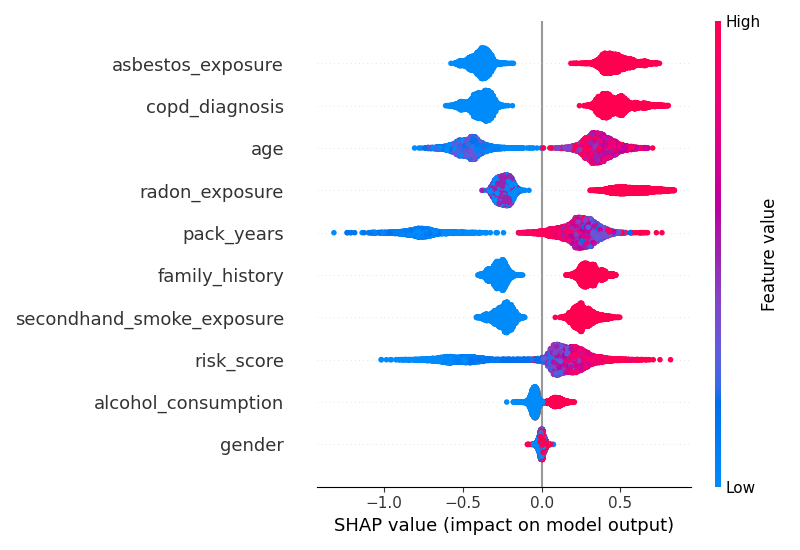 High
asbestos_exposure
copd_diagnosis
age
radon_exposure
pack_years
family_history
secondhand_smoke_exposure
risk_score
alcohol_consumption
gender
Feature value
Low
−1.0 −0.5 0.0 0.5
SHAP value (impact on model output)